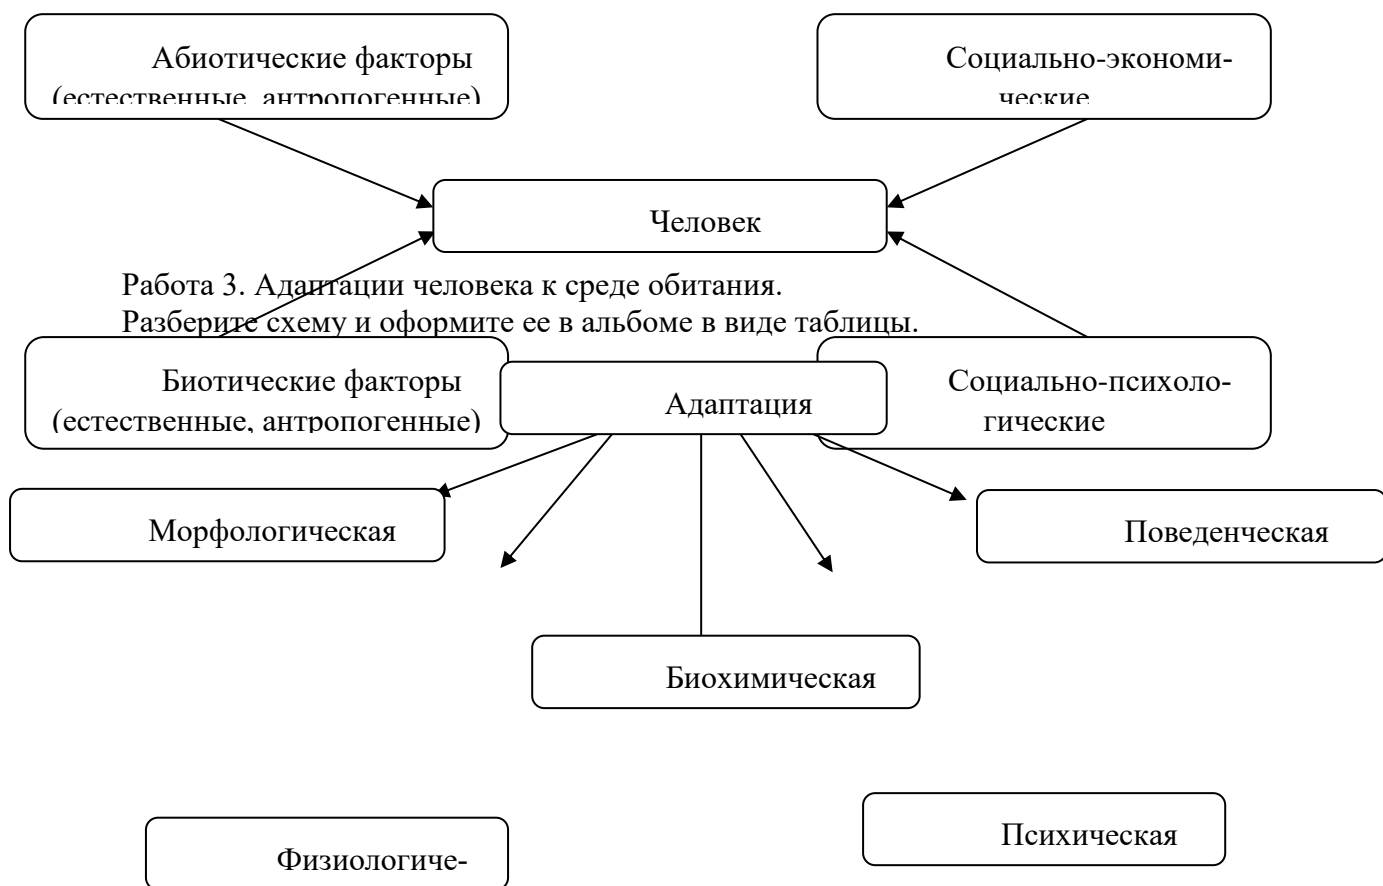 Абиотические факторы
(естественные, антропогенные)
Социально-экономи-
ческие
Человек
Работа 3. Адаптации человека к среде обитания.
Разберите схему и оформите ее в альбоме в виде таблицы.
Биотические факторы
(естественные, антропогенные)
Адаптация
Социально-психоло-
гические
Морфологическая
Поведенческая
Биохимическая
Психическая
Физиологиче-